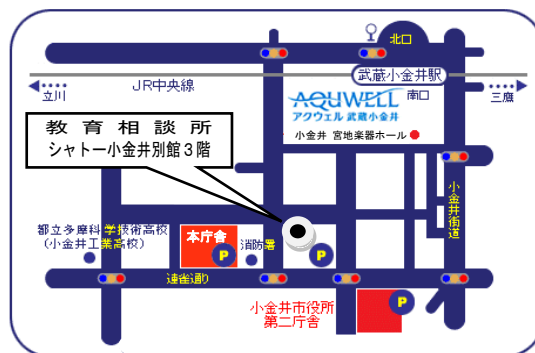 北口
武蔵小金井駅
JR中央線
立川
南口
三鷹
AQUWELL
アクウェル 武蔵小金井
小金井 宮地楽器ホール
教育相談所
シャトー小金井別館3階
小金井街道
都立多摩科学技術高校
(小金井工業高校)
本庁舎
消防署
P
P
連雀通り
小金井市役所
第二庁舎
P